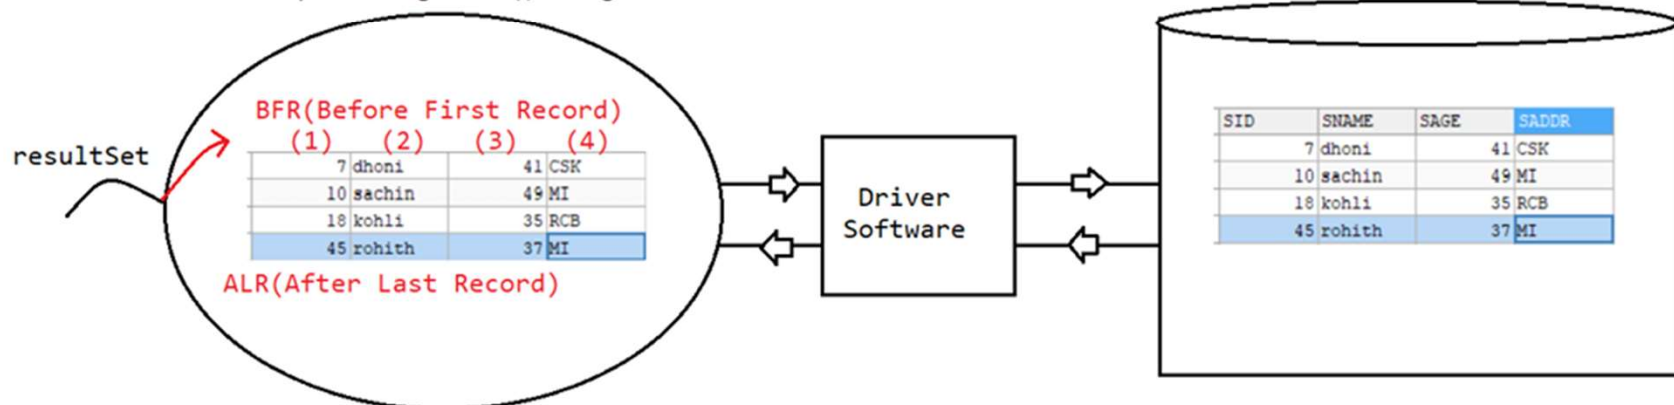 BFR(Before First Record)
(1) (2) (3) (4)
resultSet
7 dhoni 41 CSK
10 sachin 49 MI
18 kohli 35 RCB
45 rohith 37 MI
ALR(After Last Record)
Driver
Software
SID SNAME SAGE SADDR
7 dhoni 41 CSK
10 sachin 49 MI
18 kohli 35 RCB
45 rohith 37 MI